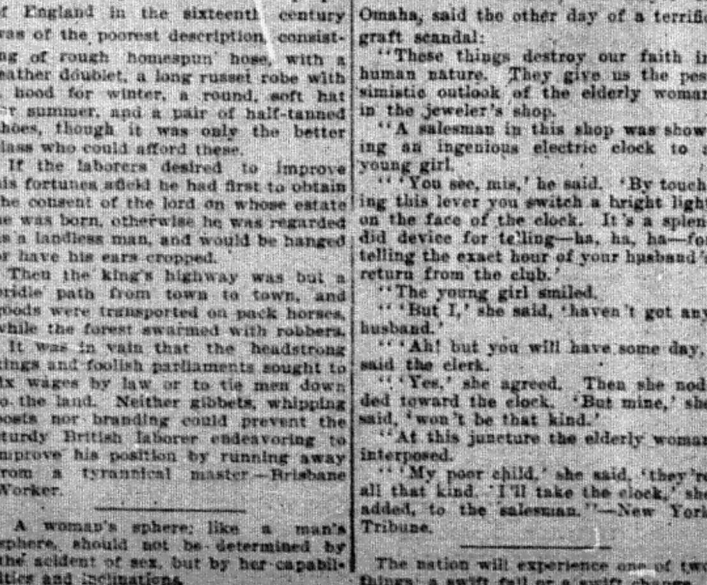 f England in the sixteenth century
was of the poorest description, consist-
ng of rough homespun hose, with a
eather doublet, a long russet robe with
hood for winter, a round, soft hat
or summer, and a pair of half-tanned
hoes, though it was only the better
lass who could afford these.
If the laborers desired to improve
his fortunes afield he had first to obtain
the consent of the lord on whose estate
he was born, otherwise he was regarded
as a landless man, and would be hanged
or have his ears cropped.
Then the king's highway was but a
bridle path from town to town, and
goods were transported on pack horses,
while the forest swarmed with robbers.
It was in vain that the headstrong
kings and foolish parliaments sought to
ix wages by law or to tie men down
to the land. Neither gibbets, whipping
posts nor branding could prevent the
sturdy British laborer endeavoring to
improve his position by running away
from a tyrannical master—Brisbane
Worker.
A woman's sphere, like a man's
sphere, should not be determined by
the acident of sex, but by her capabil-
ities and inclinations.
Omaha, said the other day of a terrific
graft scandal:
"These things destroy our faith in
human nature. They give us the pes-
simistic outlook of the elderly woman
in the jeweler's shop.
"A salesman in this shop was show-
ing an ingenious electric clock to a
young girl.
"'You see, mis,' he said. 'By touch-
ing this lever you switch a bright light
on the face of the clock. It's a splen-
did device for telling—ha, ha, ha—for
telling the exact hour of your husband's
return from the club.'
"The young girl smiled.
"'But I,' she said, 'haven't got any
husband.'
"'Ah! but you will have some day,'
said the clerk.
"'Yes,' she agreed. Then she nod-
ded toward the clock. 'But mine,' she
said, 'won't be that kind.'
"At this juncture the elderly woman
interposed.
"'My poor child,' she said, 'they're
all that kind. I'll take the clock,' she
added, to the salesman."—New York
Tribune.
The nation will experience one of two
things: a swift fall or a swift